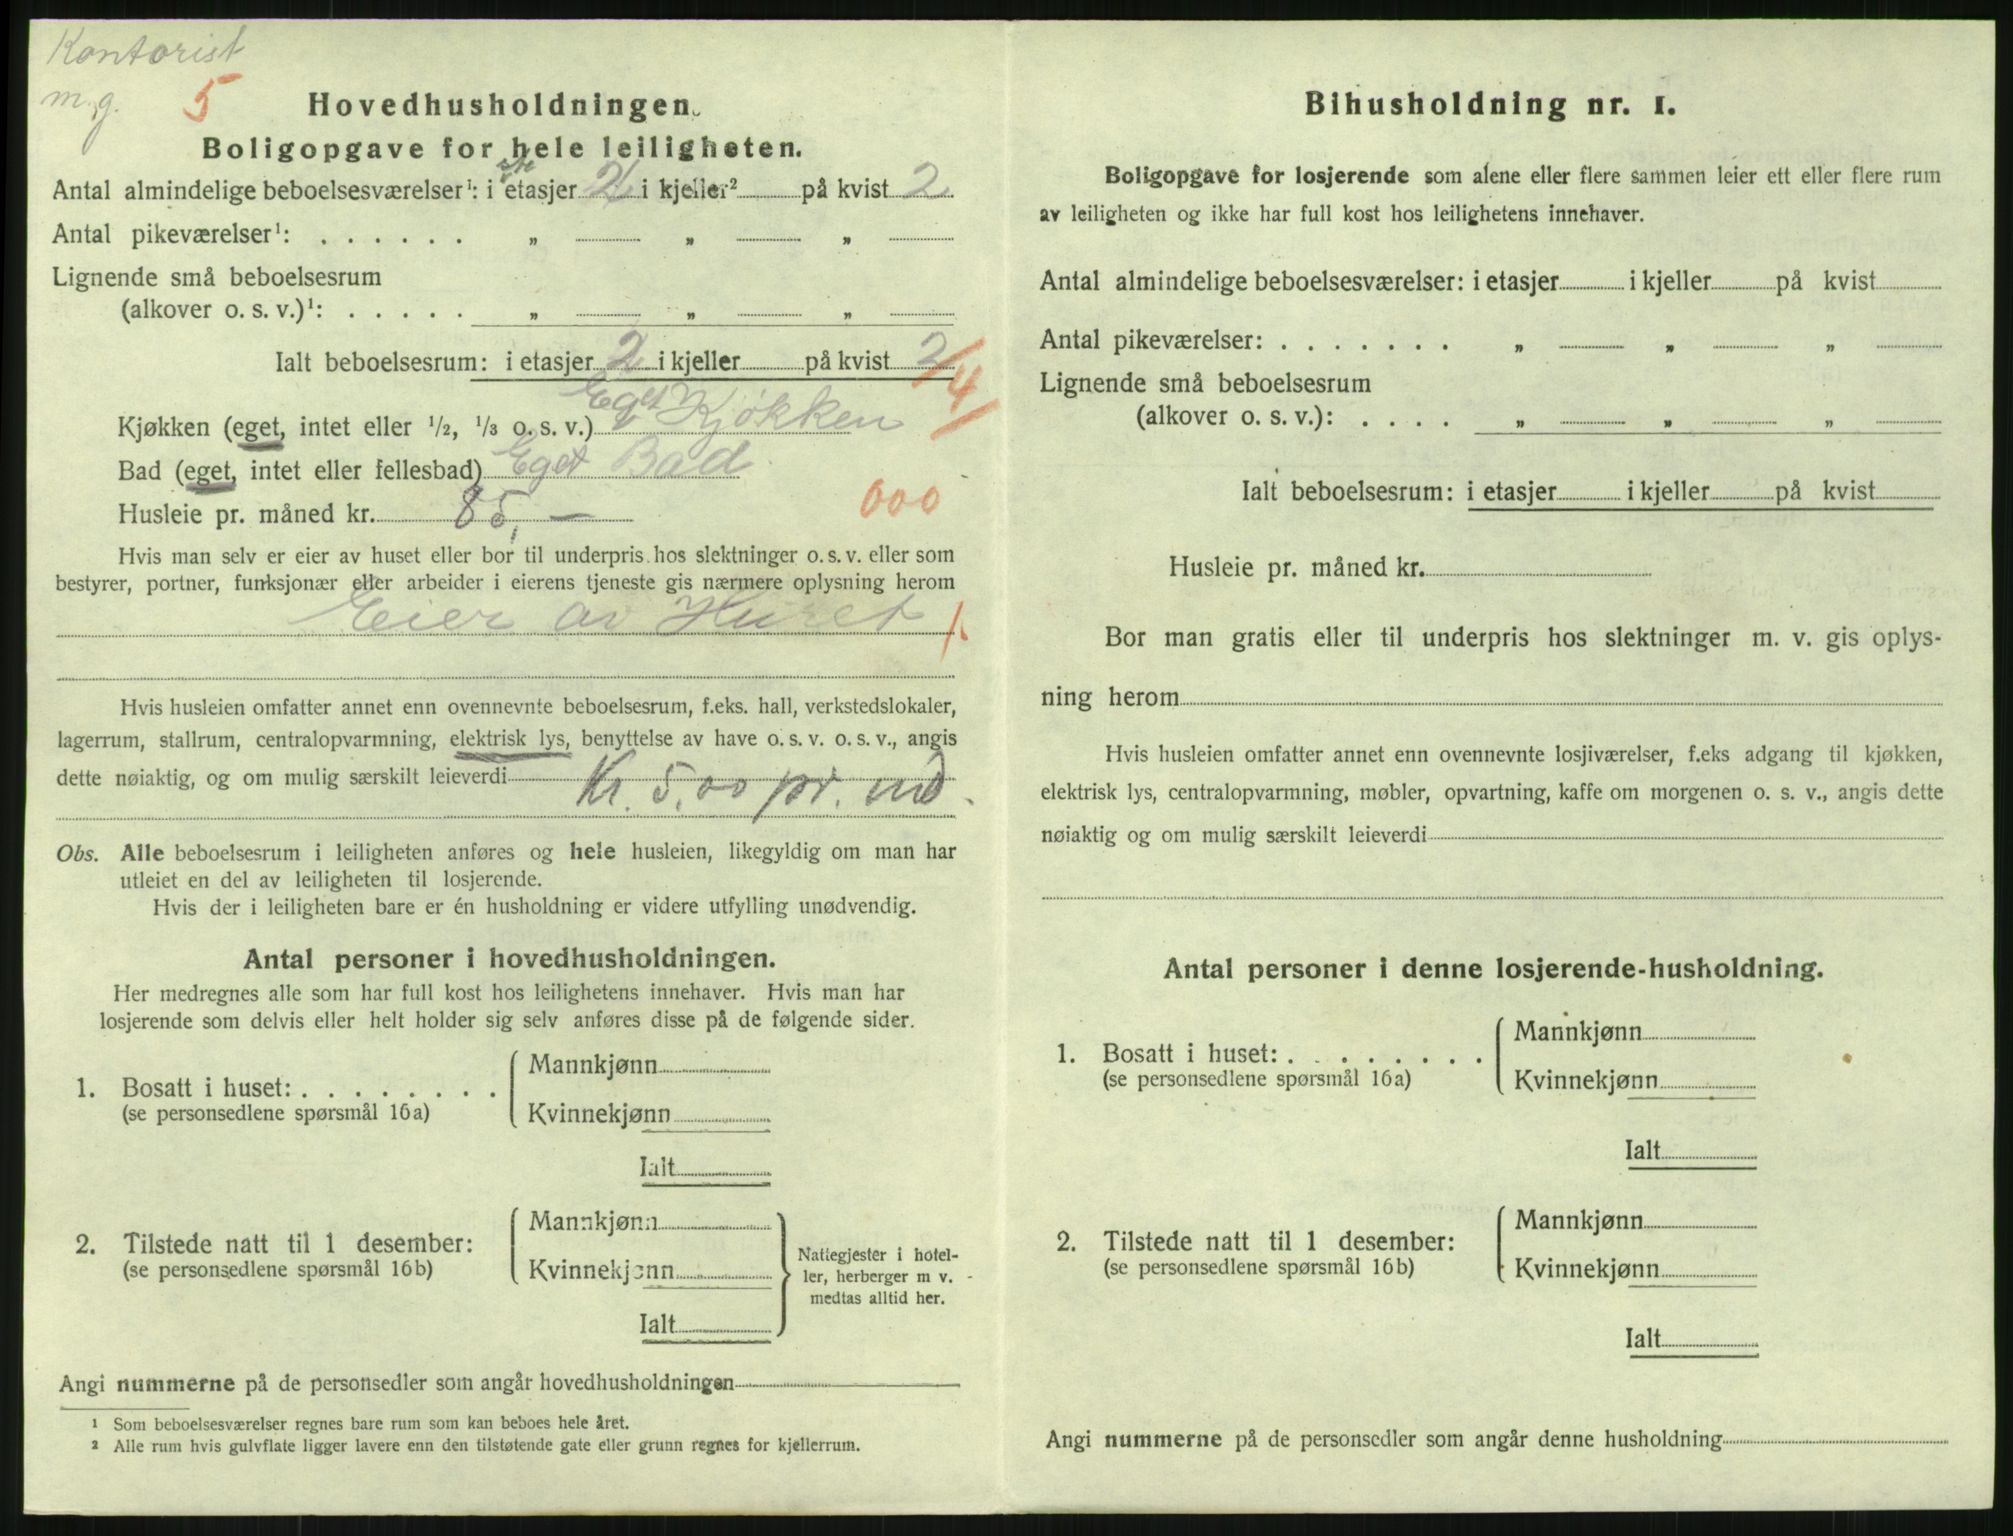 Kontorist
m.g.
5
Hovedhusholdningen.
Boligopgave for hele leiligheten.
Antal almindelige beboelsesværelser¹: i etasjer 2 i kjeller² på kvist 2
Antal pikeværelser¹: . . . . . . „ „ „
Lignende små beboelsesrum
(alkover o. s. v.)¹: . . . . . „ „ „
Ialt beboelsesrum: i etasjer 2 i kjeller på kvist 2 /4/
Kjøkken (eget, intet eller 1/2, 1/3 o. s. v.) Eget Kjøkken
Bad (eget, intet eller fellesbad) Eget Bad
Husleie pr. måned kr. 85,— 000
Hvis man selv er eier av huset eller bor til underpris hos slektninger o. s. v. eller som
bestyrer, portner, funksjonær eller arbeider i eierens tjeneste gis nærmere oplysning herom
Eier av Huset 1.
Hvis husleien omfatter annet enn ovennevnte beboelsesrum, f.eks. hall, verkstedslokaler,
lagerrum, stallrum, centralopvarmning, elektrisk lys, benyttelse av have o. s. v. o. s. v., angis
dette nøiaktig, og om mulig særskilt leieverdi
Kr. 5,00 pr. md.
Obs. Alle beboelsesrum i leiligheten anføres og hele husleien, likegyldig om man har
utleiet en del av leiligheten til losjerende.
Hvis der i leiligheten bare er én husholdning er videre utfylling unødvendig.
Antal personer i hovedhusholdningen.
Her medregnes alle som har full kost hos leilighetens innehaver. Hvis man har
losjerende som delvis eller helt holder sig selv anføres disse på de følgende sider.
1. Bosatt i huset: . . . . . . . .
(se personsedlene spørsmål 16a)
Mannkjønn
Kvinnekjønn
Ialt
2. Tilstede natt til 1 desember:
(se personsedlene spørsmål 16b)
Mannkjønn
Kvinnekjønn
Ialt
Nattegjester i hotel-
ler, herberger m v.
medtas alltid her.
Angi nummerne på de personsedler som angår hovedhusholdningen
¹ Som beboelsesværelser regnes bare rum som kan beboes hele året.
² Alle rum hvis gulvflate ligger lavere enn den tilstøtende gate eller grunn regnes for kjellerrum.
Bihusholdning nr. 1.
Boligopgave for losjerende som alene eller flere sammen leier ett eller flere rum
av leiligheten og ikke har full kost hos leilighetens innehaver.
Antal almindelige beboelsesværelser: i etasjer i kjeller på kvist
Antal pikeværelser: . . . . . . . „ „ „
Lignende små beboelsesrum
(alkover o. s. v.): . . . . „ „ „
Ialt beboelsesrum: i etasjer i kjeller på kvist
Husleie pr. måned kr.
Bor man gratis eller til underpris hos slektninger m. v. gis oplys-
ning herom
Hvis husleien omfatter annet enn ovennevnte losjiværelser, f.eks adgang til kjøkken,
elektrisk lys, centralopvarmning, møbler, opvartning, kaffe om morgenen o. s. v., angis dette
nøiaktig og om mulig særskilt leieverdi
Antal personer i denne losjerende-husholdning.
1. Bosatt i huset: . . . . . . . .
(se personsedlene spørsmål 16a)
Mannkjønn
Kvinnekjønn
Ialt
2. Tilstede natt til 1 desember:
(se personsedlene spørsmål 16b)
Mannkjønn
Kvinnekjønn
Ialt
Angi nummerne på de personsedler som angår denne husholdning